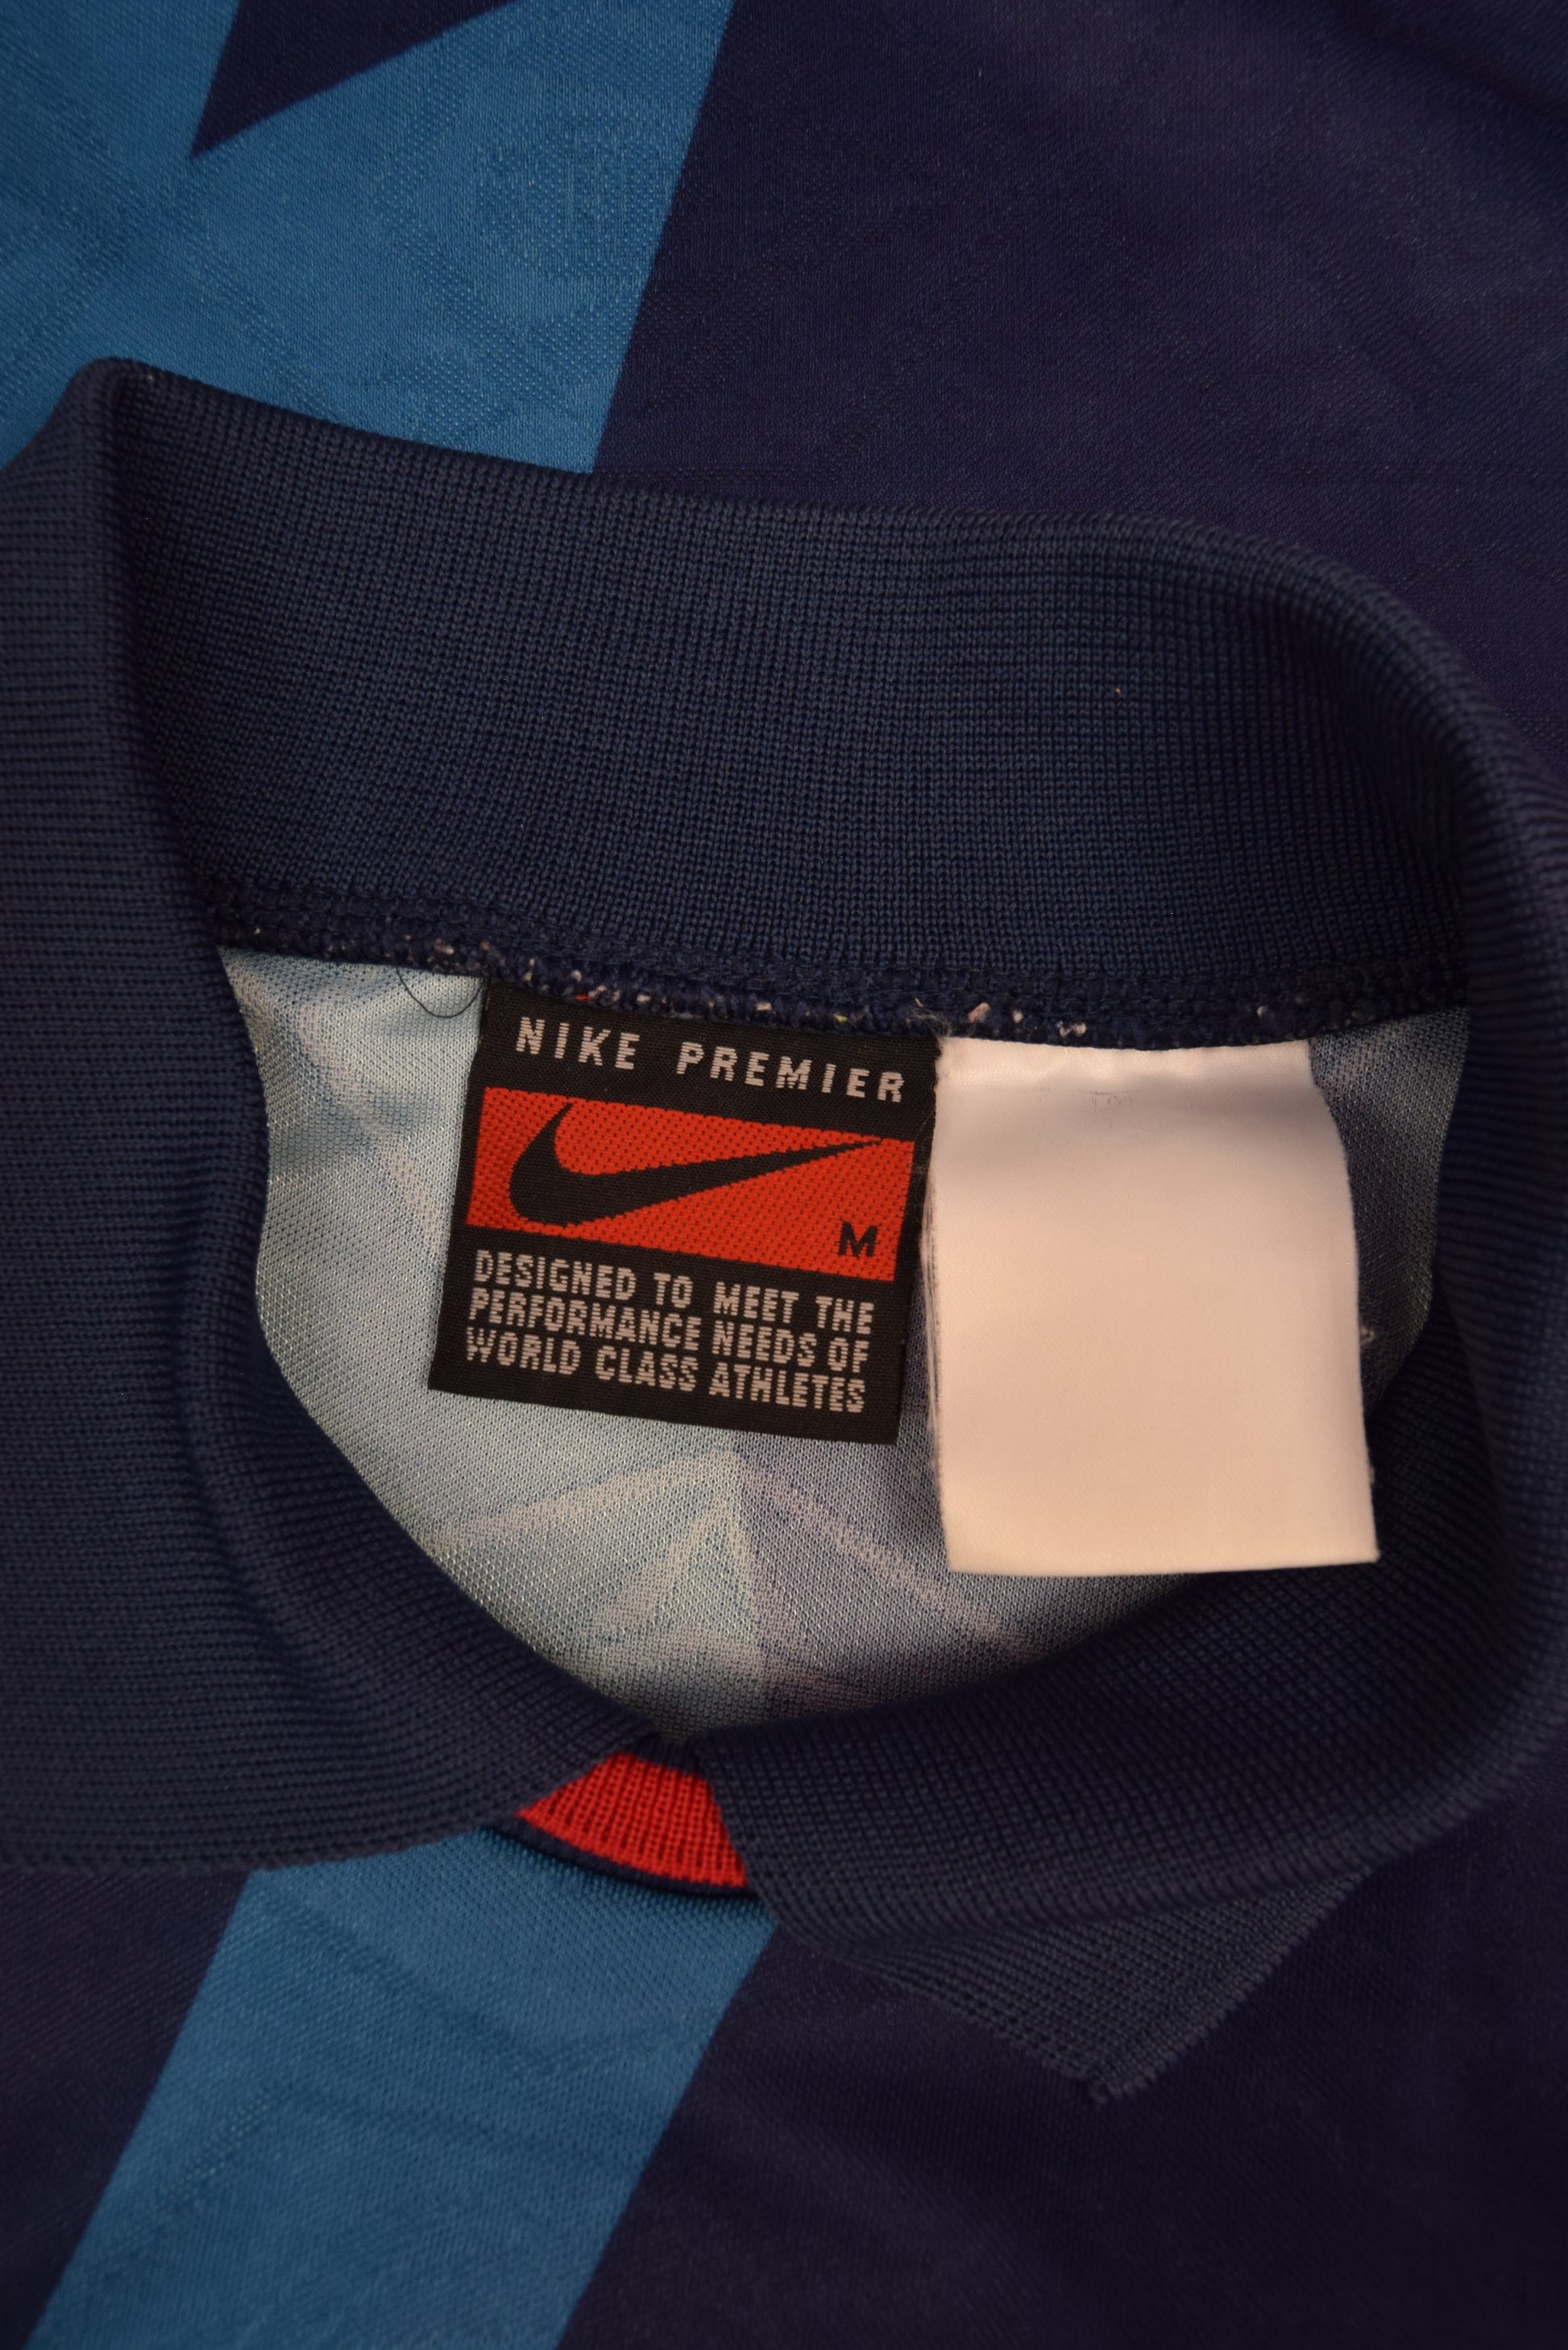 NIKE PREMIER
M
DESIGNED TO MEET THE
PERFORMANCE NEEDS OF
WORLD CLASS ATHLETES